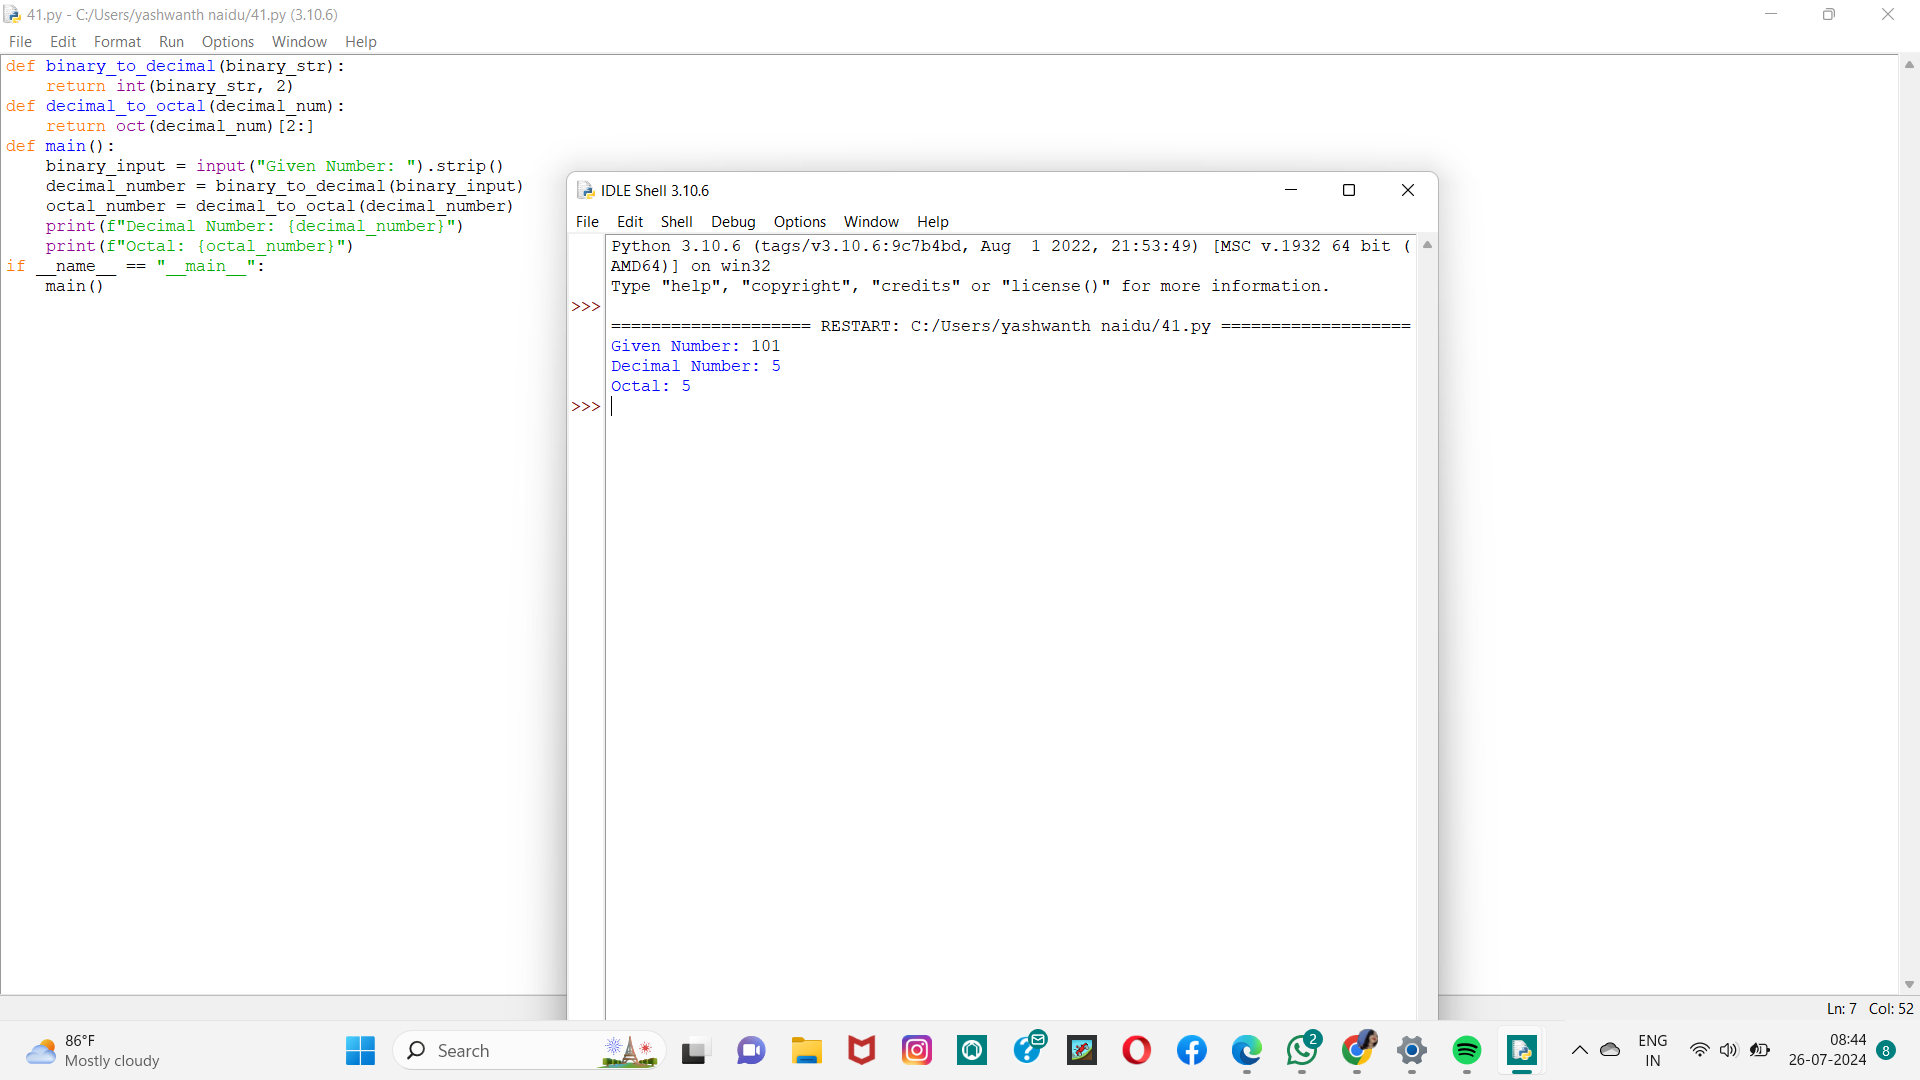 41.py - C:/Users/yashwanth naidu/41.py (3.10.6)
File Edit Format Run Options Window Help
def binary_to_decimal(binary_str):
    return int(binary_str, 2)
def decimal_to_octal(decimal_num):
    return oct(decimal_num)[2:]
def main():
    binary_input = input("Given Number: ").strip()
    decimal_number = binary_to_decimal(binary_input)
    octal_number = decimal_to_octal(decimal_number)
    print(f"Decimal Number: {decimal_number}")
    print(f"Octal: {octal_number}")
if __name__ == "__main__":
    main()
IDLE Shell 3.10.6
File Edit Shell Debug Options Window Help
Python 3.10.6 (tags/v3.10.6:9c7b4bd, Aug  1 2022, 21:53:49) [MSC v.1932 64 bit (
AMD64)] on win32
Type "help", "copyright", "credits" or "license()" for more information.
>>>
==================== RESTART: C:/Users/yashwanth naidu/41.py ===================
Given Number: 101
Decimal Number: 5
Octal: 5
>>>
Ln: 7 Col: 52
86°F
Mostly cloudy
Search
2
ENG
IN
08:44
26-07-2024
8